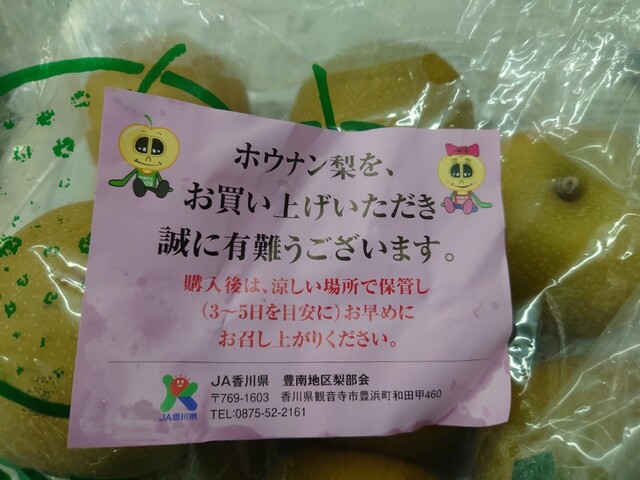 ホウナン梨を、
お買い上げいただき
誠に有難うございます。
購入後は、涼しい場所で保管し
(3〜5日を目安に)お早めに
お召し上がりください。
JA香川県 豊南地区梨部会
〒769-1603 香川県観音寺市豊浜町和田甲460
TEL:0875-52-2161
JA香川県